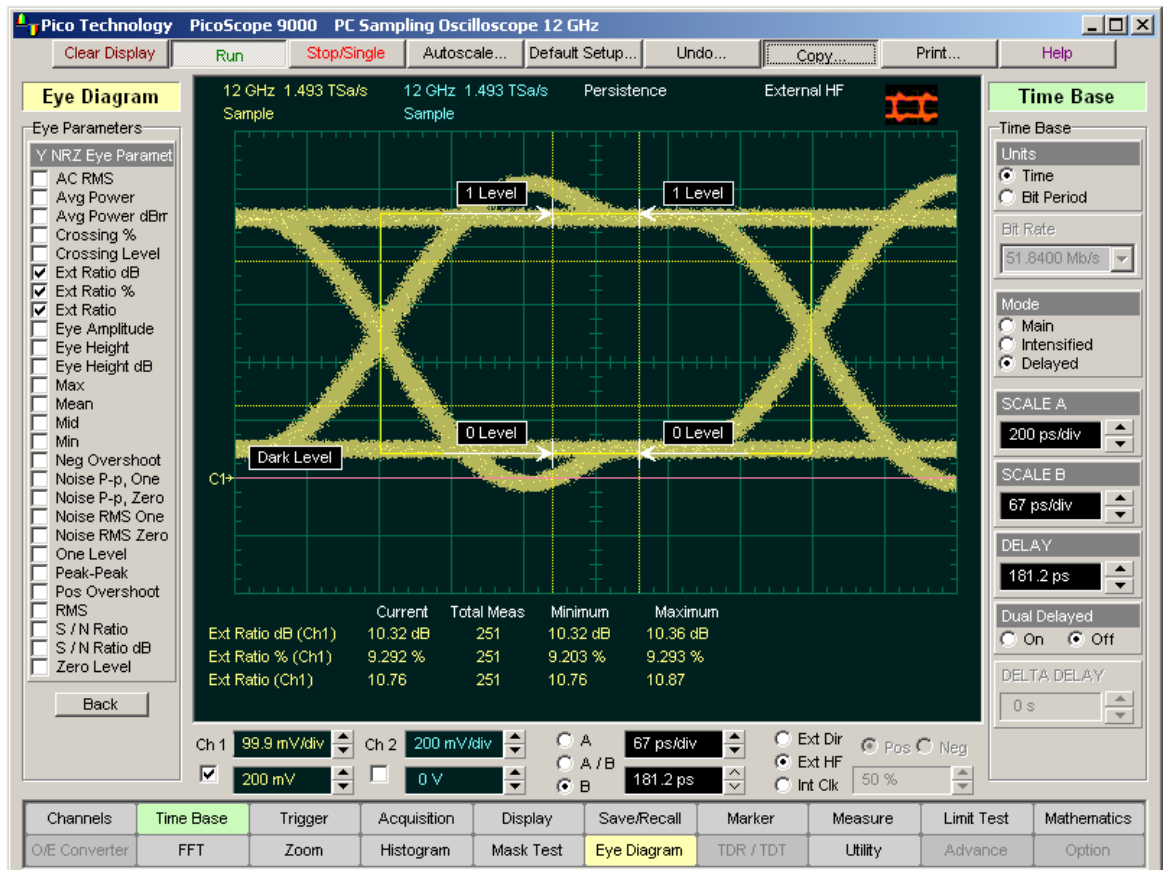 Pico Technology PicoScope 9000 PC Sampling Oscilloscope 12 GHz
Clear Display Run Stop/Single Autoscale... Default Setup... Undo... Copy... Print... Help
Eye Diagram
Eye Parameters
Y NRZ Eye Paramet
AC RMS
Avg Power
Avg Power dBm
Crossing %
Crossing Level
Ext Ratio dB
Ext Ratio %
Ext Ratio
Eye Amplitude
Eye Height
Eye Height dB
Max
Mean
Mid
Min
Neg Overshoot
Noise P-p, One
Noise P-p, Zero
Noise RMS One
Noise RMS Zero
One Level
Peak-Peak
Pos Overshoot
RMS
S / N Ratio
S / N Ratio dB
Zero Level
Back
12 GHz 1.493 TSa/s 12 GHz 1.493 TSa/s Persistence External HF
Sample Sample
1 Level 1 Level
0 Level 0 Level
Dark Level
C1
Current Total Meas Minimum Maximum
Ext Ratio dB (Ch1) 10.32 dB 251 10.32 dB 10.36 dB
Ext Ratio % (Ch1) 9.292 % 251 9.203 % 9.293 %
Ext Ratio (Ch1) 10.76 251 10.76 10.87
Time Base
Time Base
Units
Time
Bit Period
Bit Rate
51.8400 Mb/s
Mode
Main
Intensified
Delayed
SCALE A
200 ps/div
SCALE B
67 ps/div
DELAY
181.2 ps
Dual Delayed
On Off
DELTA DELAY
0 s
Ch 1 99.9 mV/div Ch 2 200 mV/div A 67 ps/div Ext Dir Pos Neg
A / B Ext HF
200 mV 0 V B 181.2 ps Int Clk 50 %
Channels Time Base Trigger Acquisition Display Save/Recall Marker Measure Limit Test Mathematics
O/E Converter FFT Zoom Histogram Mask Test Eye Diagram TDR / TDT Utility Advance Option